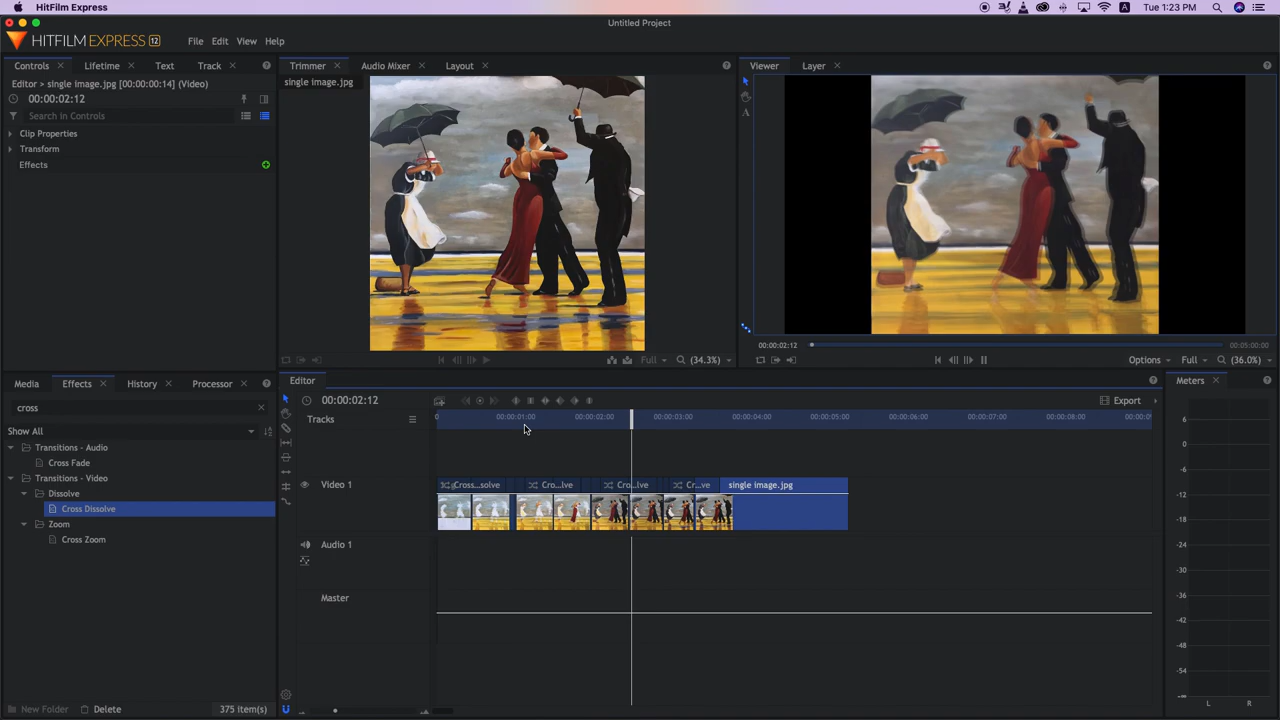 HitFilm Express
Tue 1:23 PM
Untitled Project
HITFILM EXPRESS 12
File Edit View Help
Controls Lifetime Text Track
Trimmer Audio Mixer Layout
Viewer Layer
Editor > single image.jpg [00:00:00:14] (Video)
single image.jpg
00:00:02:12
Search in Controls
Clip Properties
Transform
Effects
00:00:02:12
00:05:00:00
Full (34.3%)
Options Full (36.0%)
Media Effects History Processor
Editor
Meters
00:00:02:12
Export
cross
Tracks
00:00:01:00 00:00:02:00 00:00:03:00 00:00:04:00 00:00:05:00 00:00:06:00 00:00:07:00 00:00:08:00
Show All
Transitions - Audio
Cross Fade
Transitions - Video
Dissolve
Cross Dissolve
Zoom
Cross Zoom
Video 1
Cross...solve Cro...lve Cro...lve Cr...ve single image.jpg
Audio 1
Master
6
0
-6
-12
-18
-24
-30
-36
-42
-48
-54
-∞
L R
New Folder Delete 375 item(s)